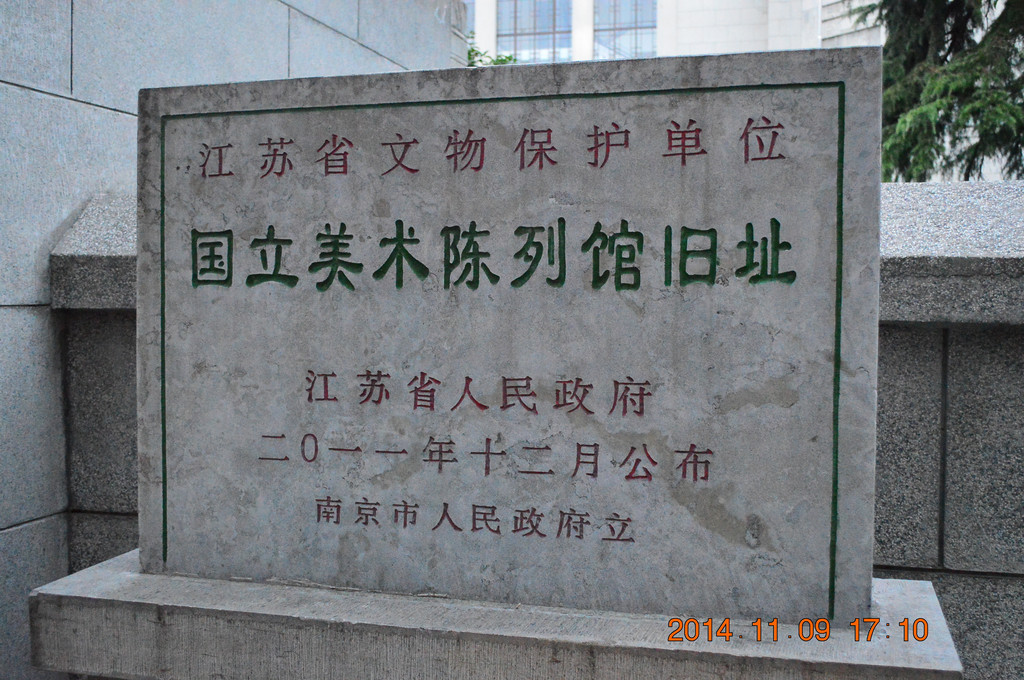 江苏省文物保护单位
国立美术陈列馆旧址
江苏省人民政府
二〇一一年十二月公布
南京市人民政府立
2014.11.09 17:10